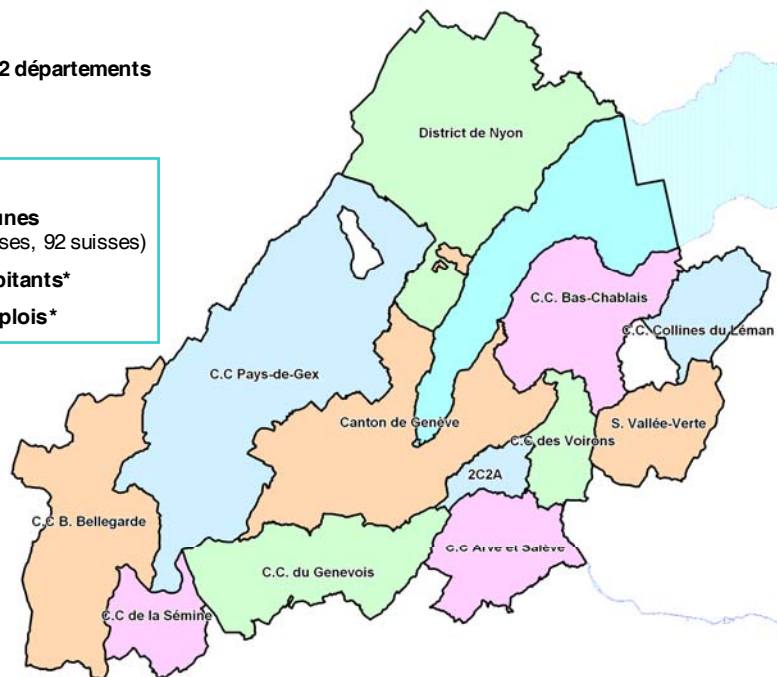 2 départements
unes
ses, 92 suisses)
bitants*
plois*
District de Nyon
C.C. Bas-Chablais
C.C. Collines du Léman
C.C Pays-de-Gex
Canton de Genève
S. Vallée-Verte
C.C des Voirons
2C2A
C.C B. Bellegarde
C.C Arve et Salève
C.C. du Genevois
C.C de la Sémine